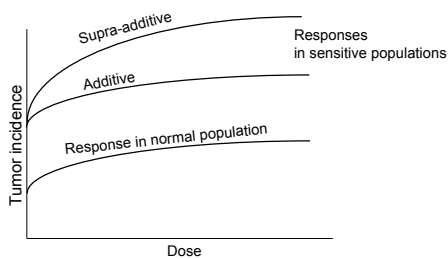 Supra-additive
Responses
in sensitive populations
Additive
Response in normal population
Tumor incidence
Dose